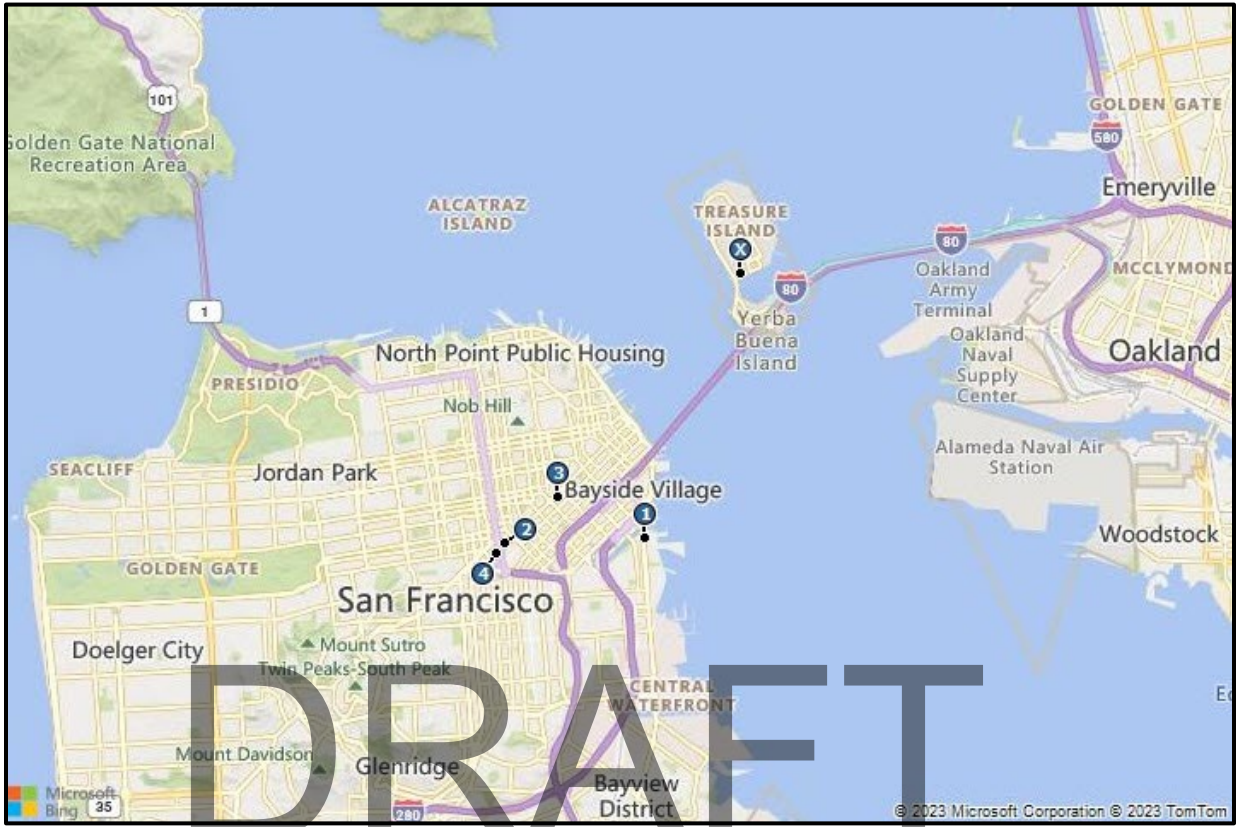 101
Golden Gate National
Recreation Area
ALCATRAZ
ISLAND
TREASURE
ISLAND
X
80
80
GOLDEN GATE
580
Emeryville
MCCLYMOND
Oakland
Army
Terminal
Oakland
Naval
Supply
Center
Oakland
Yerba
Buena
Island
1
North Point Public Housing
PRESIDIO
Nob Hill
SEACLIFF
Jordan Park
3
Bayside Village
1
2
4
Alameda Naval Air
Station
Woodstock
GOLDEN GATE
San Francisco
Doelger City
Mount Sutro
Twin Peaks-South Peak
CENTRAL
WATERFRONT
Mount Davidson
Glenridge
Bayview
District
280
35
Microsoft
Bing
DRAFT
© 2023 Microsoft Corporation © 2023 TomTom